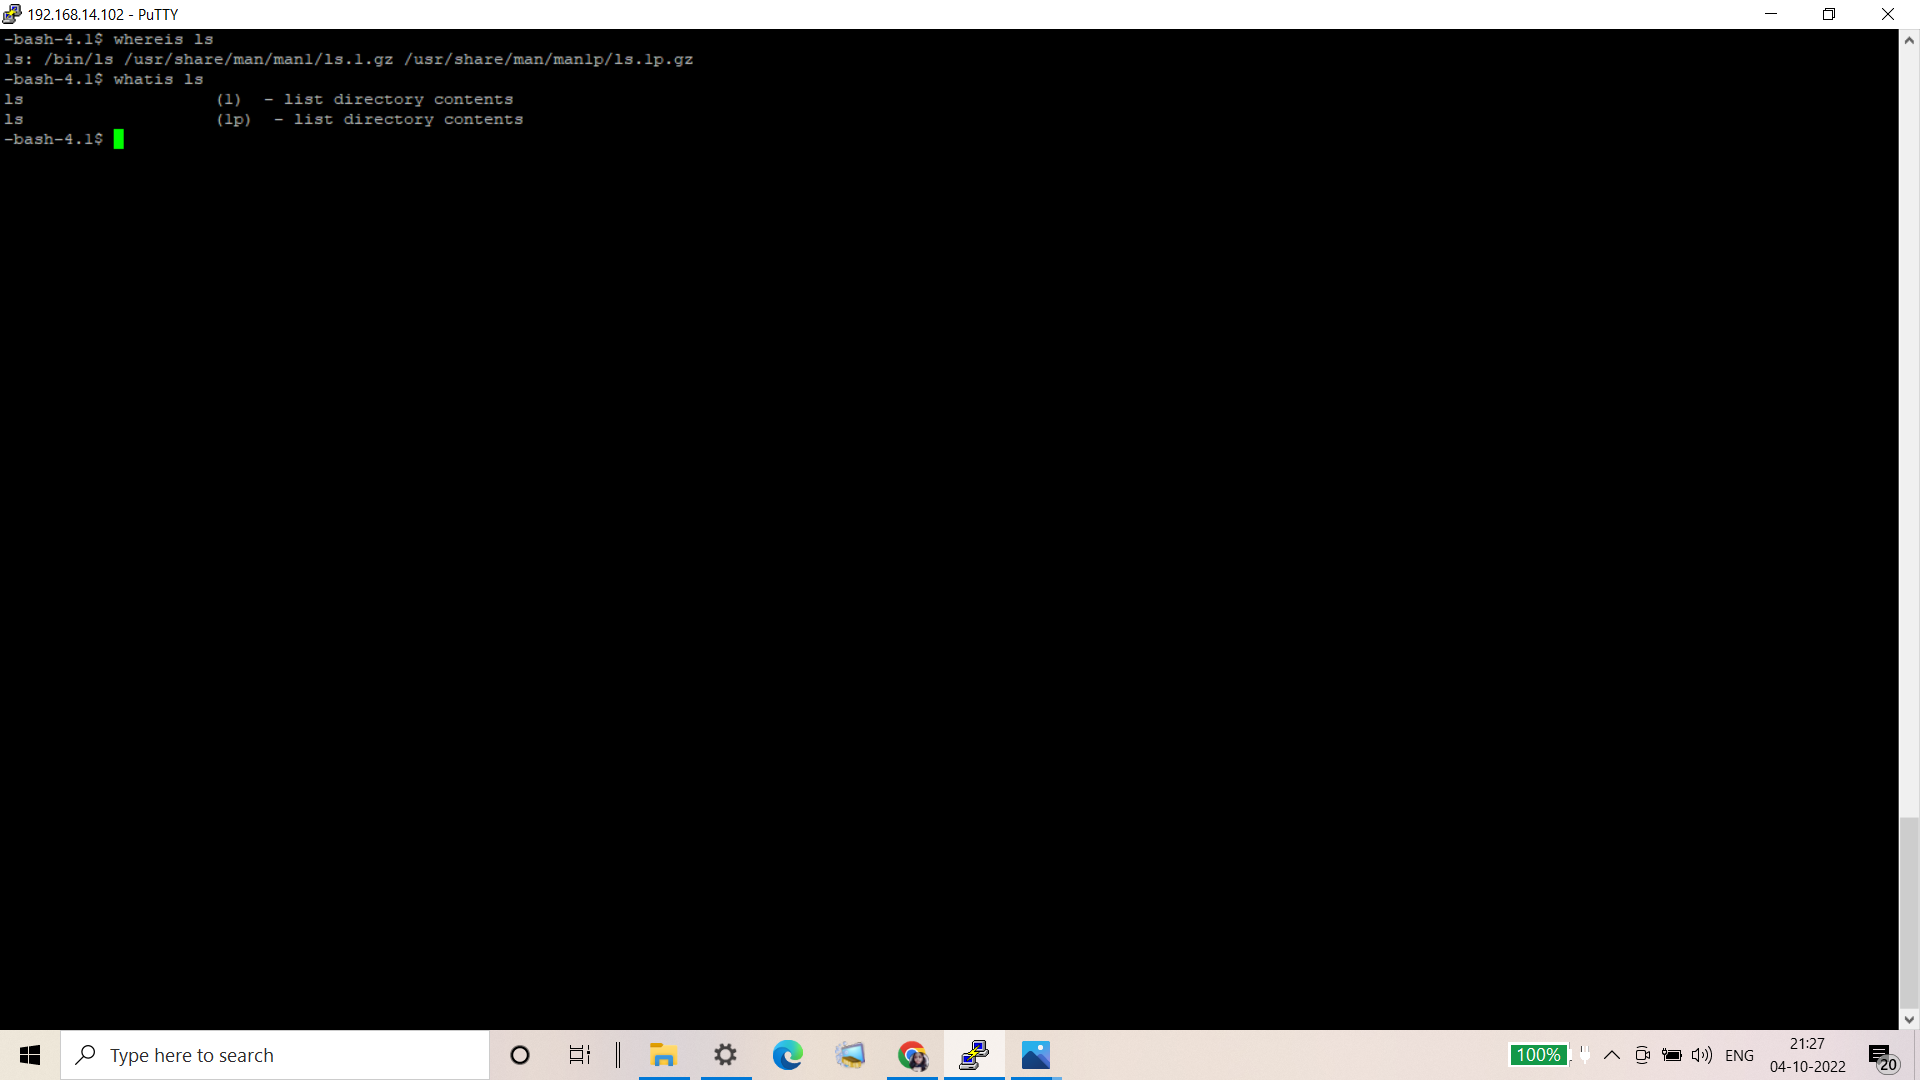 192.168.14.102 - PuTTY
-bash-4.1$ whereis ls
ls: /bin/ls /usr/share/man/man1/ls.1.gz /usr/share/man/man1p/ls.1p.gz
-bash-4.1$ whatis ls
ls (1) - list directory contents
ls (1p) - list directory contents
-bash-4.1$
Type here to search
100%
ENG
21:27
04-10-2022
20